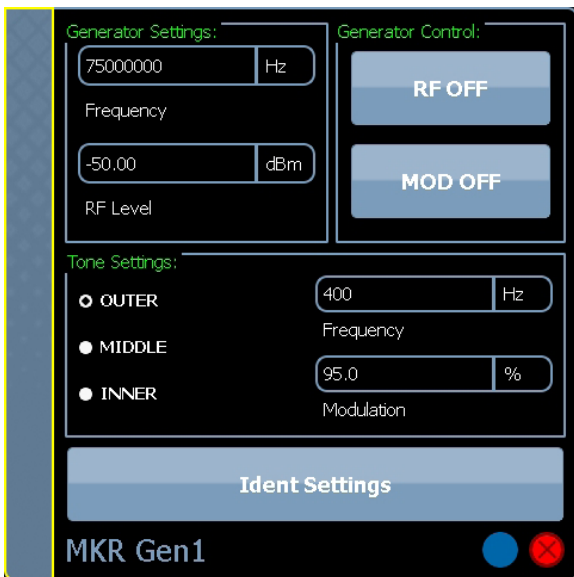 Generator Settings:
75000000 Hz
Frequency
-50.00 dBm
RF Level
Generator Control:
RF OFF
MOD OFF
Tone Settings:
OUTER
MIDDLE
INNER
400 Hz
Frequency
95.0 %
Modulation
Ident Settings
MKR Gen1